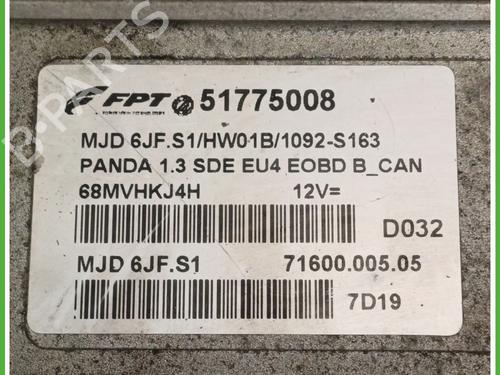 FPT 51775008
MJD 6JF.S1/HW01B/1092-S163
PANDA 1.3 SDE EU4 EOBD B_CAN
68MVHKJ4H 12V=
D032
MJD 6JF.S1 71600.005.05
7D19
B-PARTS